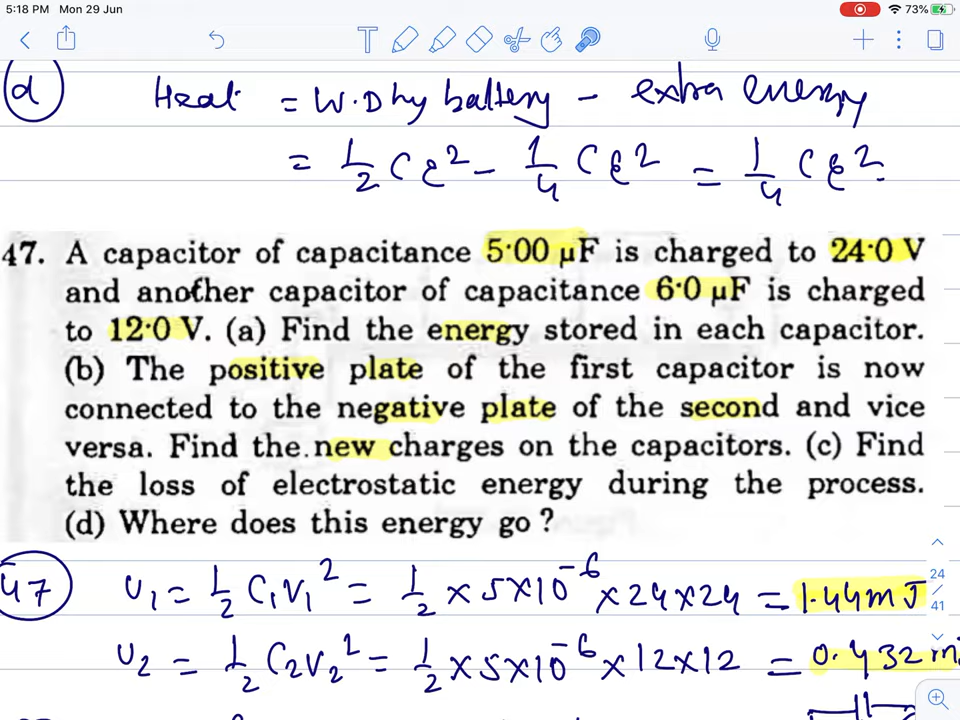 5:18 PM Mon 29 Jun
73%
T
(d) Heat = W.D by battery - extra energy
= 1/2 Cε² - 1/4 Cε² = 1/4 Cε².
47. A capacitor of capacitance 5·00 μF is charged to 24·0 V
and another capacitor of capacitance 6·0 μF is charged
to 12·0 V. (a) Find the energy stored in each capacitor.
(b) The positive plate of the first capacitor is now
connected to the negative plate of the second and vice
versa. Find the new charges on the capacitors. (c) Find
the loss of electrostatic energy during the process.
(d) Where does this energy go ?
47 U₁ = 1/2 C₁V₁² = 1/2 × 5×10⁻⁶ × 24×24 = 1.44mJ
24
/
41
U₂ = 1/2 C₂V₂² = 1/2 × 5×10⁻⁶ × 12×12 = 0.432m